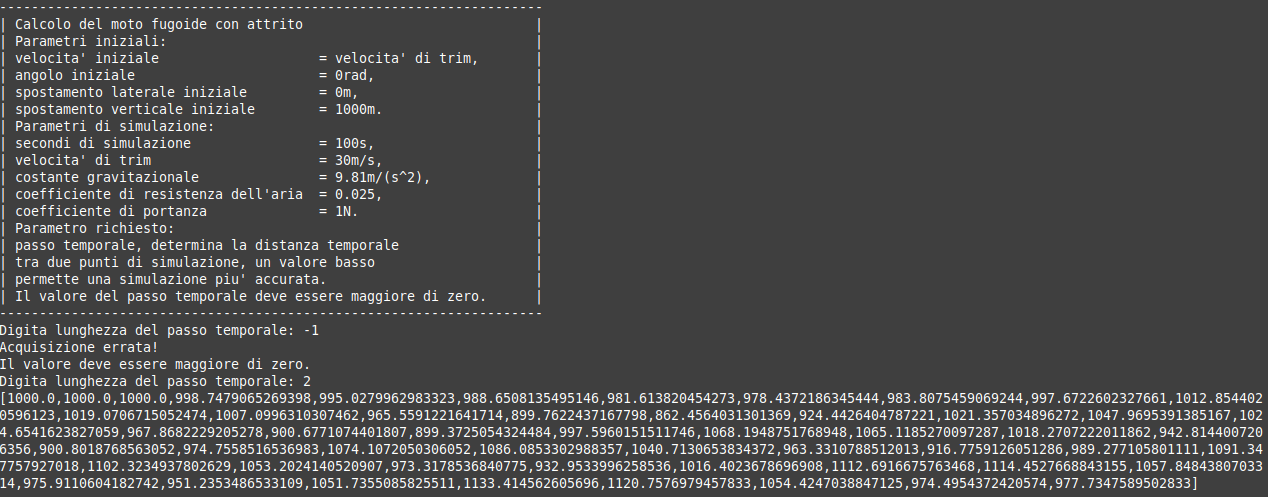 -------------------------------------------------------------------
| Calcolo del moto fugoide con attrito                             |
| Parametri iniziali:                                              |
| velocita' iniziale                    = velocita' di trim,       |
| angolo iniziale                       = 0rad,                    |
| spostamento laterale iniziale         = 0m,                      |
| spostamento verticale iniziale        = 1000m.                   |
| Parametri di simulazione:                                        |
| secondi di simulazione                = 100s,                    |
| velocita' di trim                     = 30m/s,                   |
| costante gravitazionale               = 9.81m/(s^2),             |
| coefficiente di resistenza dell'aria  = 0.025,                   |
| coefficiente di portanza              = 1N.                      |
| Parametro richiesto:                                             |
| passo temporale, determina la distanza temporale                 |
| tra due punti di simulazione, un valore basso                    |
| permette una simulazione piu' accurata.                          |
| Il valore del passo temporale deve essere maggiore di zero.      |
-------------------------------------------------------------------
Digita lunghezza del passo temporale: -1
Acquisizione errata!
Il valore deve essere maggiore di zero.
Digita lunghezza del passo temporale: 2
[1000.0,1000.0,1000.0,998.7479065269398,995.0279962983323,988.6508135495146,981.613820454273,978.4372186345444,983.8075459069244,997.6722602327661,1012.854402
0596123,1019.0706715052474,1007.0996310307462,965.5591221641714,899.7622437167798,862.4564031301369,924.4426404787221,1021.357034896272,1047.9695391385167,102
4.6541623827059,967.8682229205278,900.6771074401807,899.3725054324484,997.5960151511746,1068.1948751768948,1065.1185270097287,1018.2707222011862,942.814400720
6356,900.8018768563052,974.7558516536983,1074.1072050306052,1086.0853302988357,1040.7130653834372,963.3310788512013,916.7759126051286,989.277105801111,1091.34
7757927018,1102.3234937802629,1053.2024140520907,973.3178536840775,932.9533996258536,1016.4023678696908,1112.6916675763468,1114.4527668843155,1057.84843807033
14,975.9110604182742,951.2353486533109,1051.7355085825511,1133.414562605696,1120.7576979457833,1054.4247038847125,974.4954372420574,977.7347589502833]